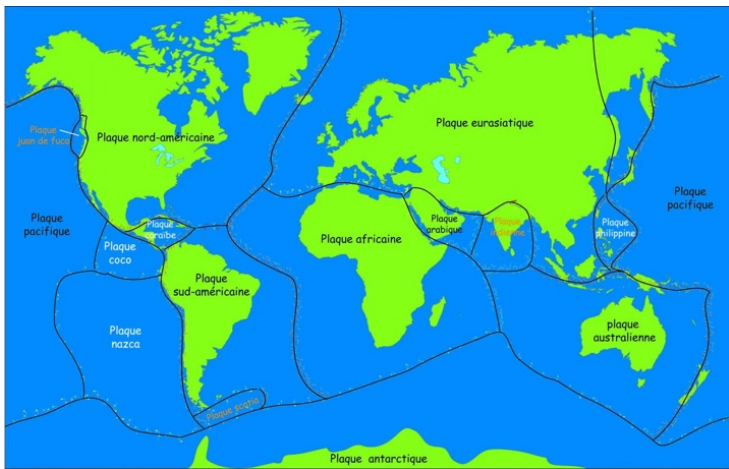 Plaque eurasiatique
Plaque
juan de fuca
Plaque nord-américaine
Plaque
pacifique
Plaque
caraïbe
Plaque
coco
Plaque africaine
Plaque
arabique
Plaque
indienne
Plaque
philippine
Plaque
pacifique
Plaque
sud-américaine
Plaque
nazca
plaque
australienne
Plaque scotia
Plaque antarctique